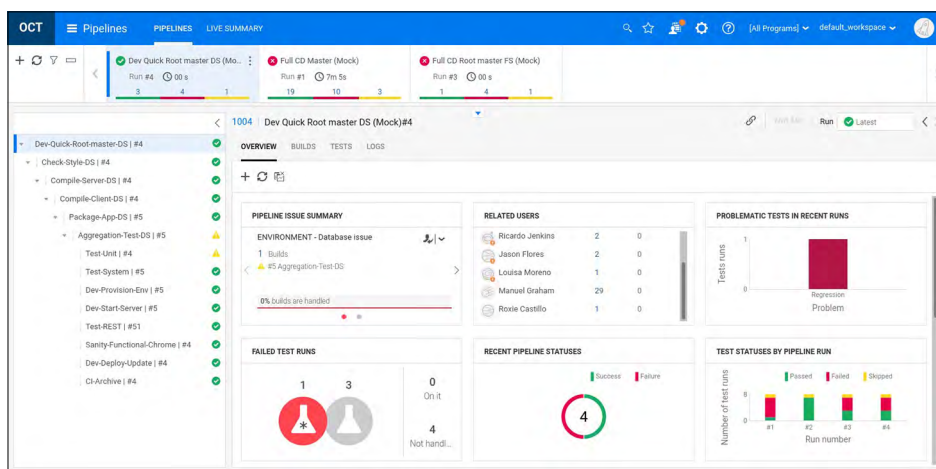 OCT Pipelines PIPELINES LIVE SUMMARY [All Programs] default_workspace
Dev Quick Root master DS (Mo... Full CD Master (Mock) Full CD Root master FS (Mock)
Run #4 00 s Run #1 7m 5s Run #3 00 s
3 4 1 19 10 3 1 4 1
1004 Dev Quick Root master DS (Mock)#4 Run Latest
OVERVIEW BUILDS TESTS LOGS
Dev-Quick-Root-master-DS | #4
Check-Style-DS | #4
Compile-Server-DS | #4
Compile-Client-DS | #4
Package-App-DS | #5
Aggregation-Test-DS | #5
Test-Unit | #4
Test-System | #5
Dev-Provision-Env | #5
Dev-Start-Server | #5
Test-REST | #51
Sanity-Functional-Chrome | #4
Dev-Deploy-Update | #4
CI-Archive | #4
PIPELINE ISSUE SUMMARY
ENVIRONMENT - Database issue
1 Builds
#5 Aggregation-Test-DS:
0% builds are handled
RELATED USERS
Ricardo Jenkins 2 0
Jason Flores 2 0
Louisa Moreno 1 0
Manuel Graham 29 0
Roxie Castillo 1 0
PROBLEMATIC TESTS IN RECENT RUNS
Tests runs
1
0
Regression
Problem
FAILED TEST RUNS
1 3
0
On it
4
Not handl...
RECENT PIPELINE STATUSES
Success Failure
4
TEST STATUSES BY PIPELINE RUN
Passed Failed Skipped
Number of test runs
8
0
#1 #2 #3 #4
Run number